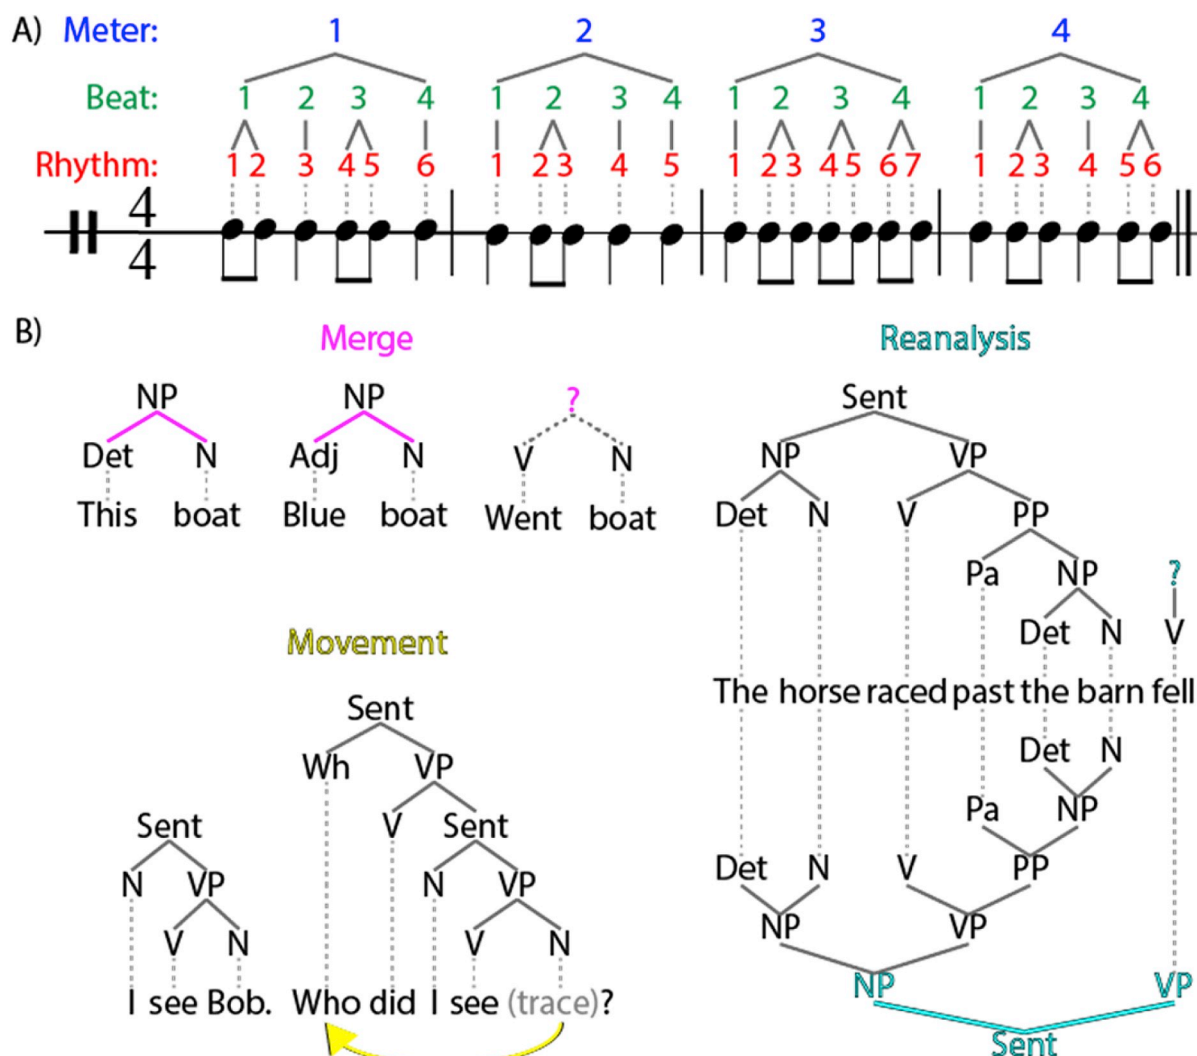 A) Meter: 1 2 3 4
Beat: 1 2 3 4 1 2 3 4 1 2 3 4 1 2 3 4
Rhythm: 1 2 3 4 5 6 1 2 3 4 5 1 2 3 4 5 6 7 1 2 3 4 5 6
4
4
B)
Merge
NP NP ?
Det N Adj N V N
This boat Blue boat Went boat
Reanalysis
Sent
NP VP
Det N V PP
Pa NP ?
Det N V
The horse raced past the barn fell
Det N
Pa NP
Det N V PP
NP VP
NP VP
Sent
Movement
Sent
Wh VP
Sent V Sent
N VP N VP
V N V N
I see Bob. Who did I see (trace)?